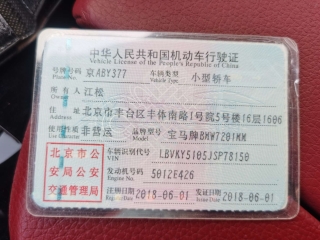 中华人民共和国机动车行驶证
Vehicle License of the People's Republic of China
号牌号码 京ABY377 车辆类型 小型轿车
所有人 江松
住址 北京市丰台区丰体南路1号院5号楼16层1606
使用性质 非营运 品牌型号 宝马牌BMW7201MM
北京市公 车辆识别代号 LBVKY5105JSP78150
VIN
安局公安 发动机号码 5012E426
Engine No.
交通管理局 注册日期 2018-06-01 发证日期 2018-06-01